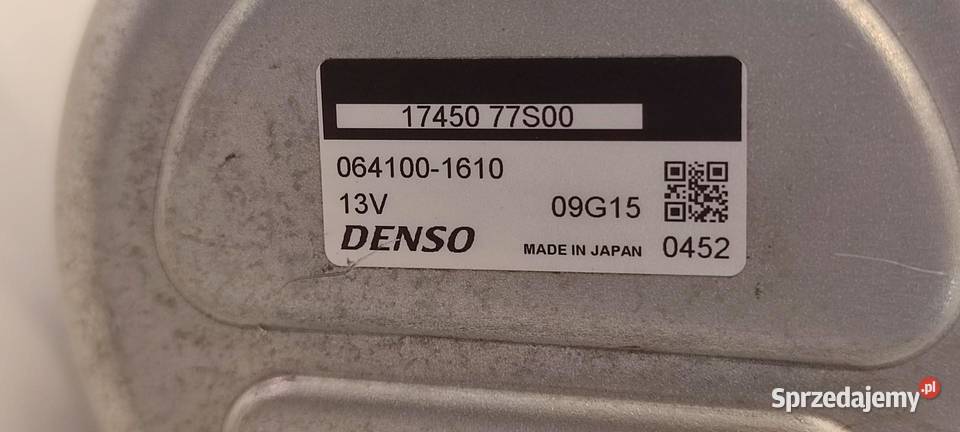 17450 77S00
064100-1610
13V 09G15
DENSO MADE IN JAPAN 0452
Sprzedajemy.pl